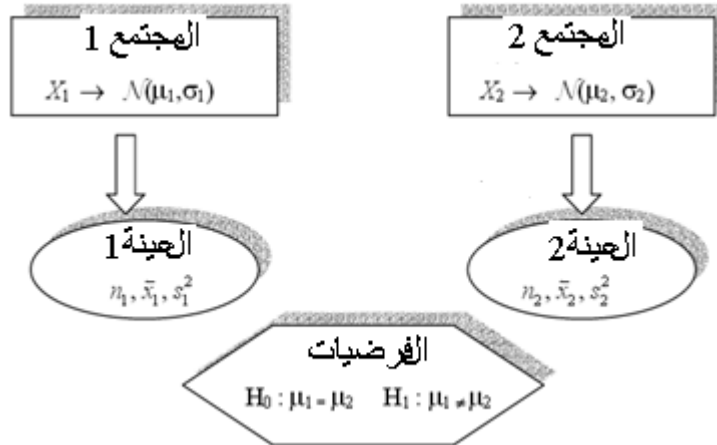 المجتمع 1
X₁ → N(μ₁,σ₁)
المجتمع 2
X₂ → N(μ₂, σ₂)
العينة1
n₁, x̄₁, s₁²
العينة2
n₂, x̄₂, s₂²
الفرضيات
H₀ : μ₁ = μ₂ H₁ : μ₁ ≠ μ₂